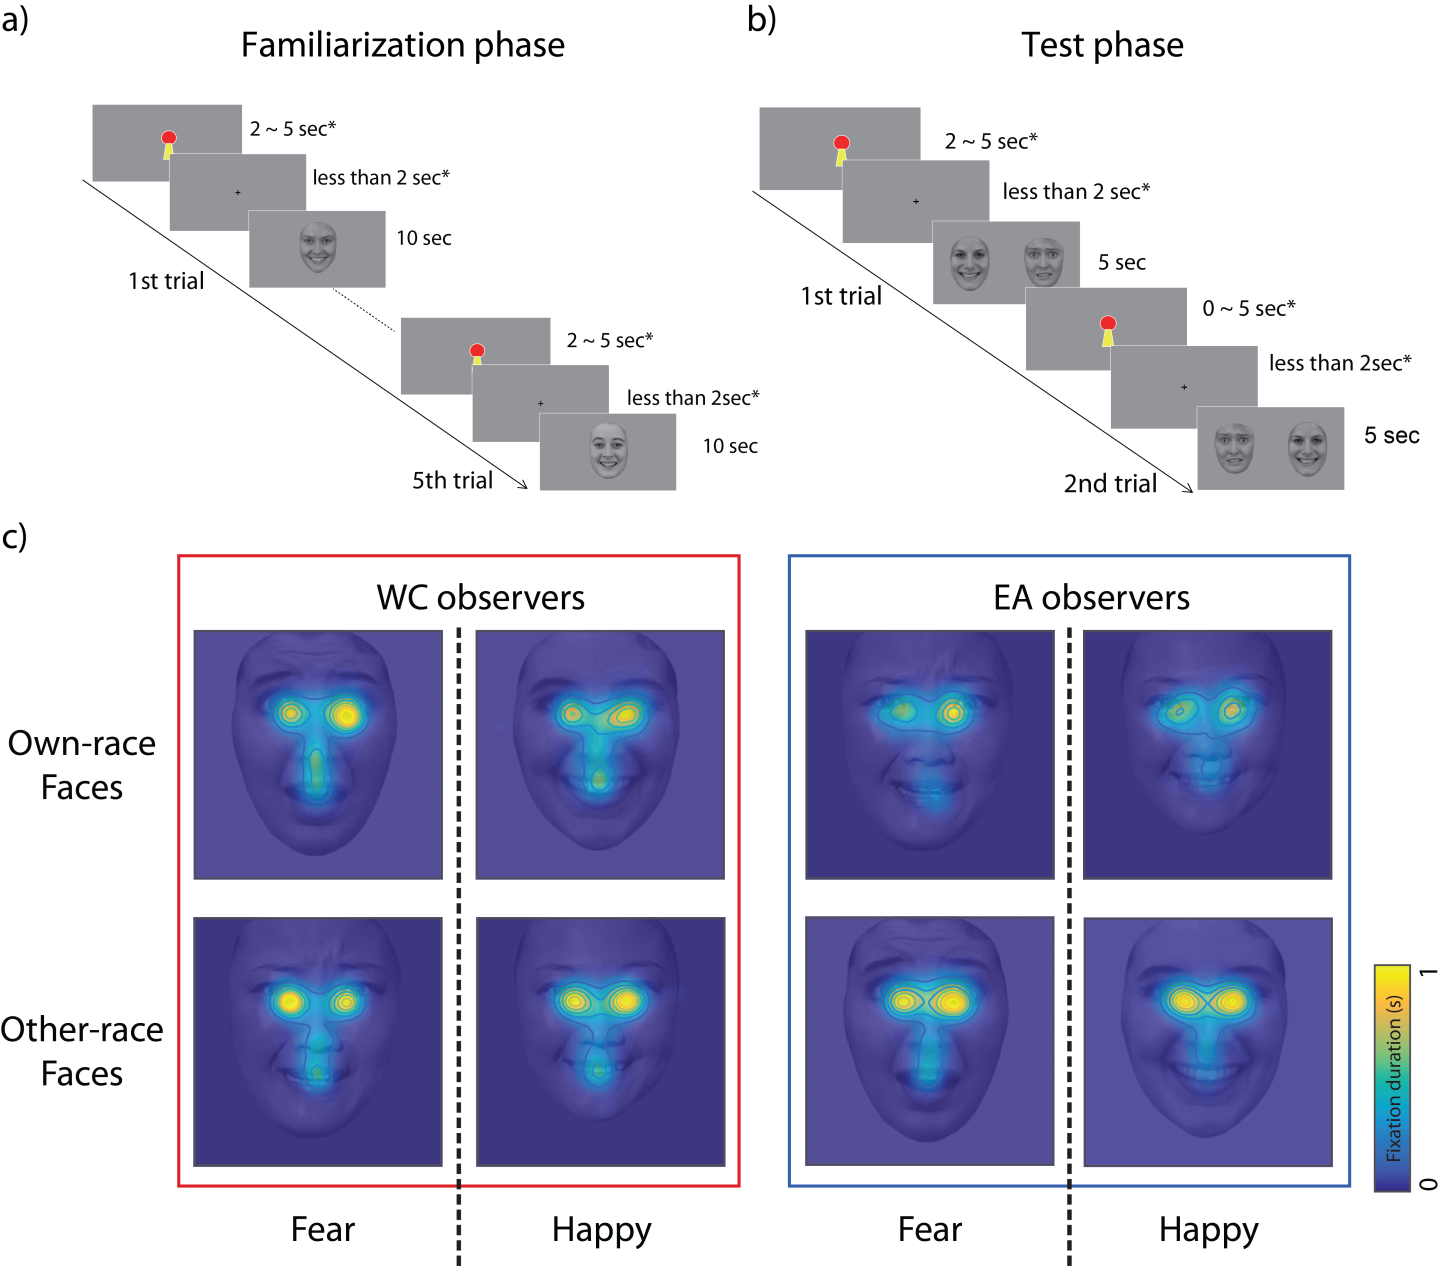 a)
Familiarization phase
2 ~ 5 sec*
less than 2 sec*
10 sec
1st trial
2 ~ 5 sec*
less than 2sec*
10 sec
5th trial
b)
Test phase
2 ~ 5 sec*
less than 2 sec*
5 sec
1st trial
0 ~ 5 sec*
less than 2sec*
5 sec
2nd trial
c)
WC observers
EA observers
Own-race
Faces
Other-race
Faces
Fear
Happy
Fear
Happy
1
Fixation duration (s)
0